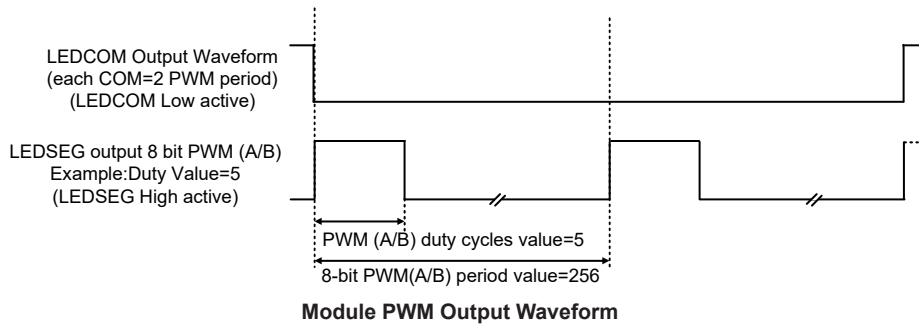 LEDCOM Output Waveform
(each COM=2 PWM period)
(LEDCOM Low active)
LEDSEG output 8 bit PWM (A/B)
Example:Duty Value=5
(LEDSEG High active)
PWM (A/B) duty cycles value=5
8-bit PWM(A/B) period value=256
Module PWM Output Waveform